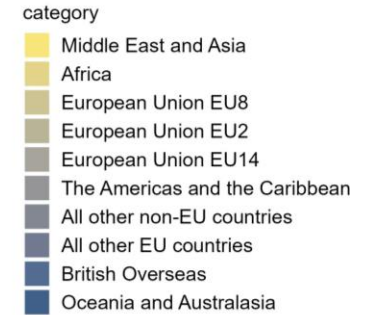 category
Middle East and Asia
Africa
European Union EU8
European Union EU2
European Union EU14
The Americas and the Caribbean
All other non-EU countries
All other EU countries
British Overseas
Oceania and Australasia